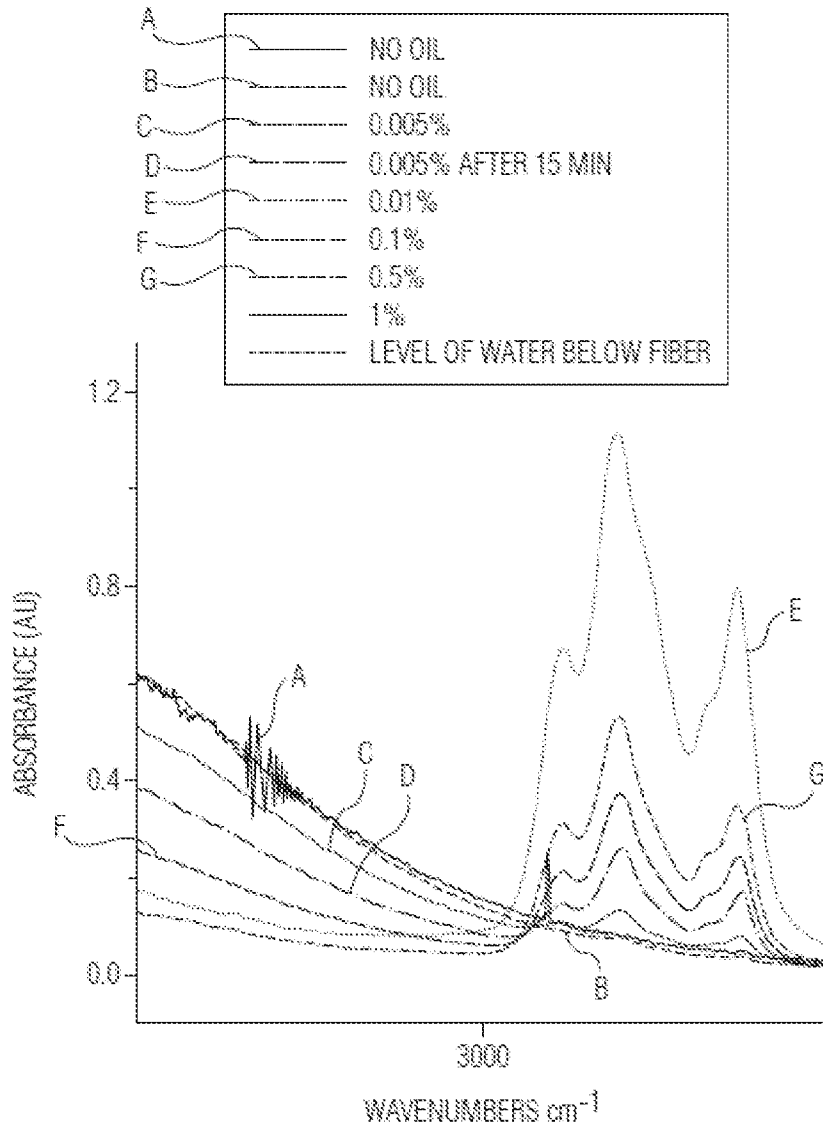 A NO OIL
B NO OIL
C 0.005%
D 0.005% AFTER 15 MIN
E 0.01%
F 0.1%
G 0.5%
1%
LEVEL OF WATER BELOW FIBER
1.2
0.8
0.4
0.0
ABSORBANCE (AU)
A
C
D
F
E
G
B
3000
WAVENUMBERS cm⁻¹